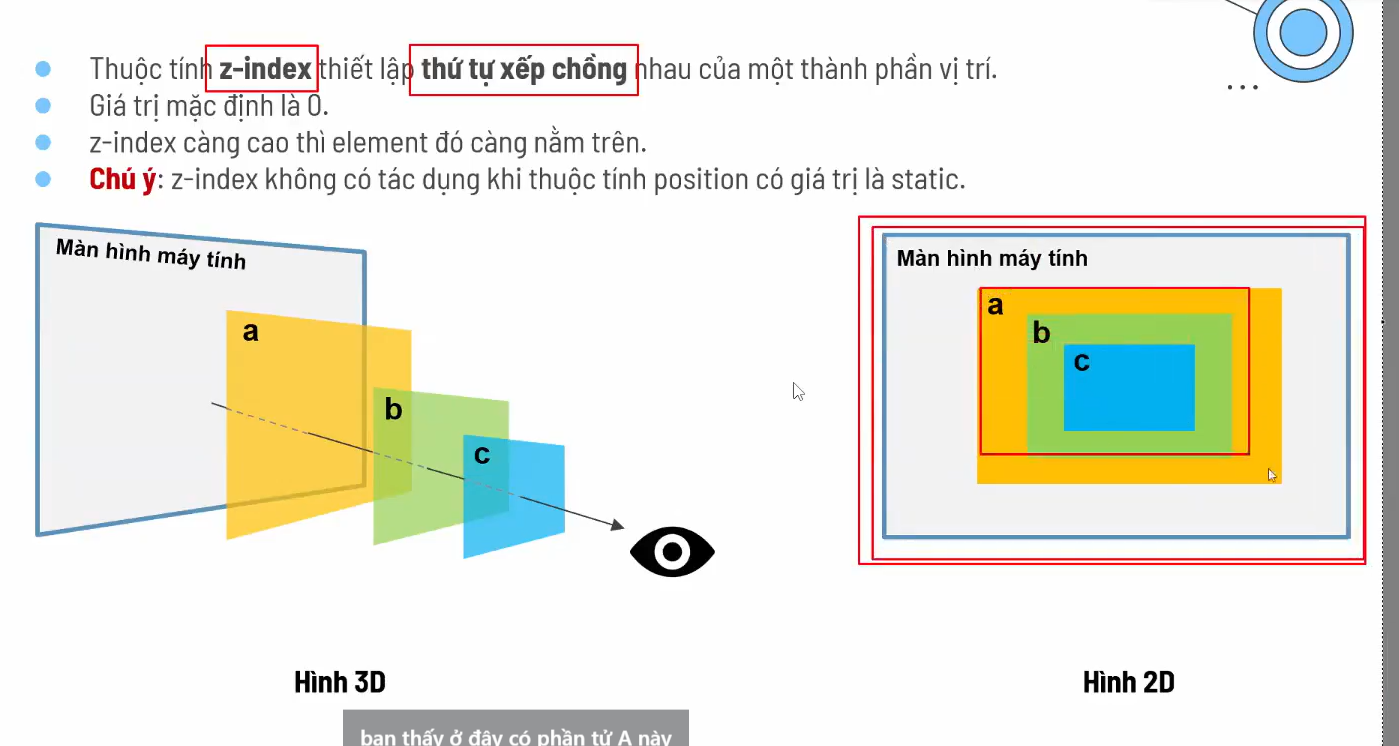 Thuộc tính z-index thiết lập thứ tự xếp chồng nhau của một thành phần vị trí.
Giá trị mặc định là 0.
z-index càng cao thì element đó càng nằm trên.
Chú ý: z-index không có tác dụng khi thuộc tính position có giá trị là static.
...
Màn hình máy tính
a
b
c
Màn hình máy tính
a
b
c
Hình 3D
Hình 2D
bạn thấy ở đây có phần tử A này